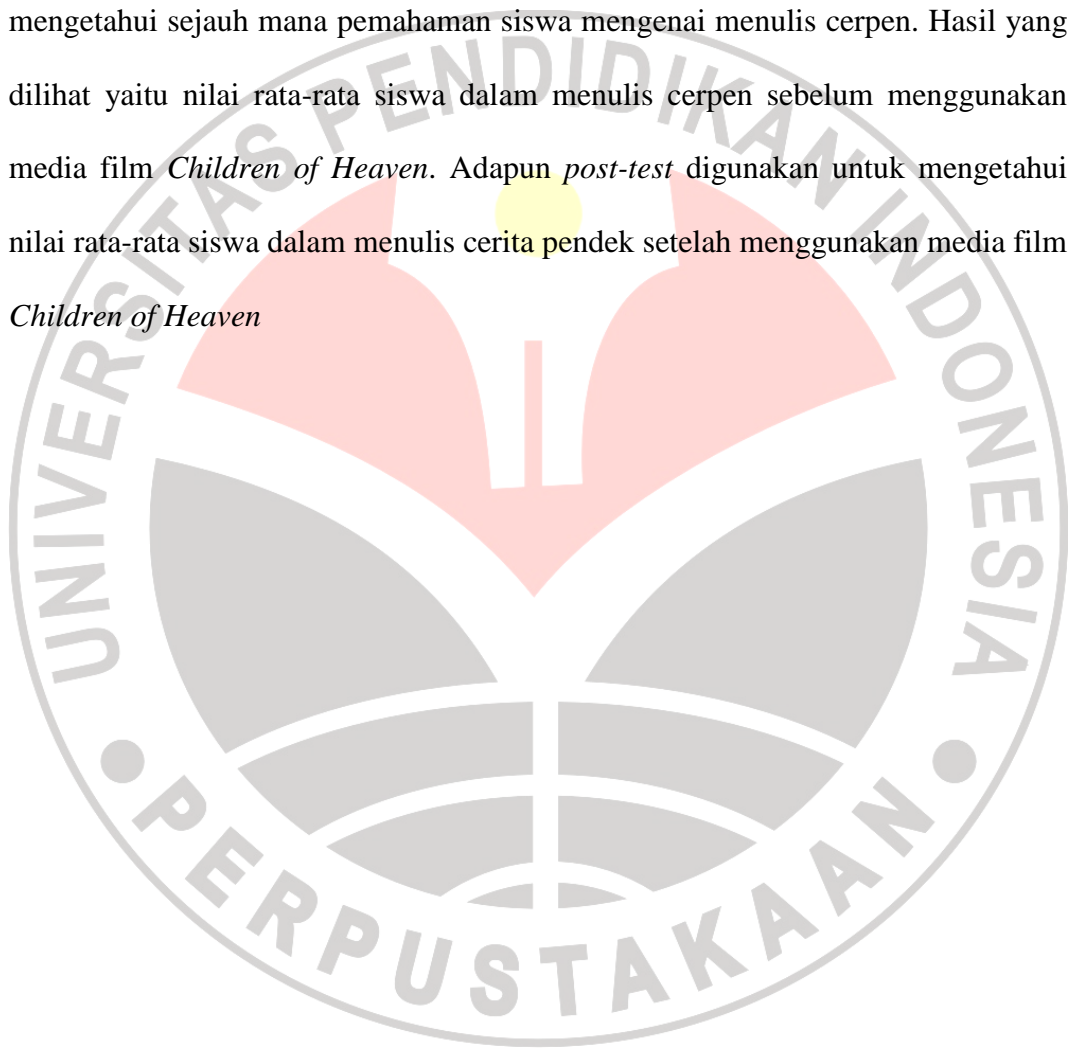 mengetahui sejauh mana pemahaman siswa mengenai menulis cerpen. Hasil yang
dilihat yaitu nilai rata-rata siswa dalam menulis cerpen sebelum menggunakan
media film Children of Heaven. Adapun post-test digunakan untuk mengetahui
nilai rata-rata siswa dalam menulis cerita pendek setelah menggunakan media film
Children of Heaven
UNIVERSITAS PENDIDIKAN INDONESIA
PERPUSTAKAAN